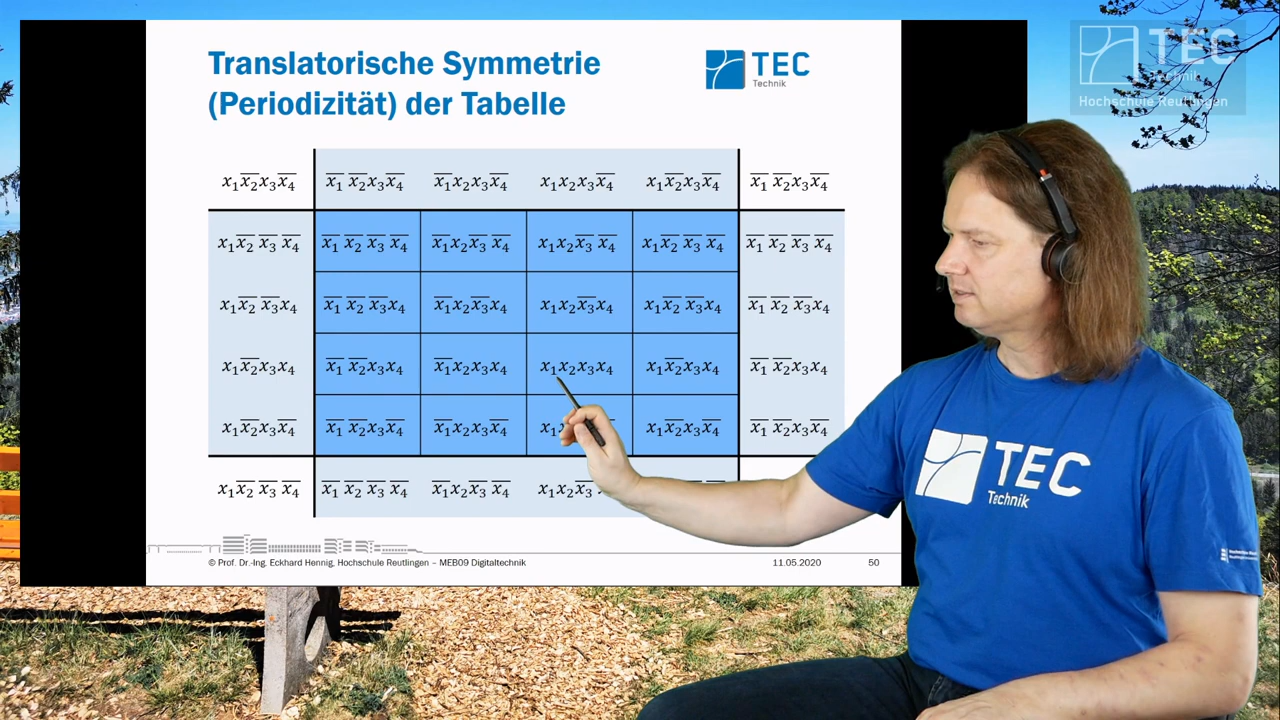 Translatorische Symmetrie
(Periodizität) der Tabelle
TEC
Technik
x₁x̅₂x₃x̅₄ x̅₁x̅₂x₃x̅₄ x̅₁x₂x₃x̅₄ x₁x₂x₃x̅₄ x₁x̅₂x₃x̅₄ x̅₁x̅₂x₃x̅₄
x₁x̅₂x̅₃x̅₄ x̅₁x̅₂x̅₃x̅₄ x̅₁x₂x̅₃x̅₄ x₁x₂x̅₃x̅₄ x₁x̅₂x̅₃x̅₄ x̅₁x̅₂x̅₃x̅₄
x₁x̅₂x̅₃x₄ x̅₁x̅₂x̅₃x₄ x̅₁x₂x̅₃x₄ x₁x₂x̅₃x₄ x₁x̅₂x̅₃x₄ x̅₁x̅₂x̅₃x₄
x₁x̅₂x₃x₄ x̅₁x̅₂x₃x₄ x̅₁x₂x₃x₄ x₁x₂x₃x₄ x₁x̅₂x₃x₄ x̅₁x̅₂x₃x₄
x₁x̅₂x₃x̅₄ x̅₁x̅₂x₃x̅₄ x̅₁x₂x₃x̅₄ x₁x̅₂x₃x̅₄ x̅₁x̅₂x₃x̅₄
x₁x̅₂x̅₃x̅₄ x̅₁x̅₂x̅₃x̅₄ x̅₁x₂x̅₃x̅₄
© Prof. Dr.-Ing. Eckhard Hennig, Hochschule Reutlingen – MEB09 Digitaltechnik 11.05.2020 50
TEC
Technik
Hochschule Reutlingen
TEC
Technik